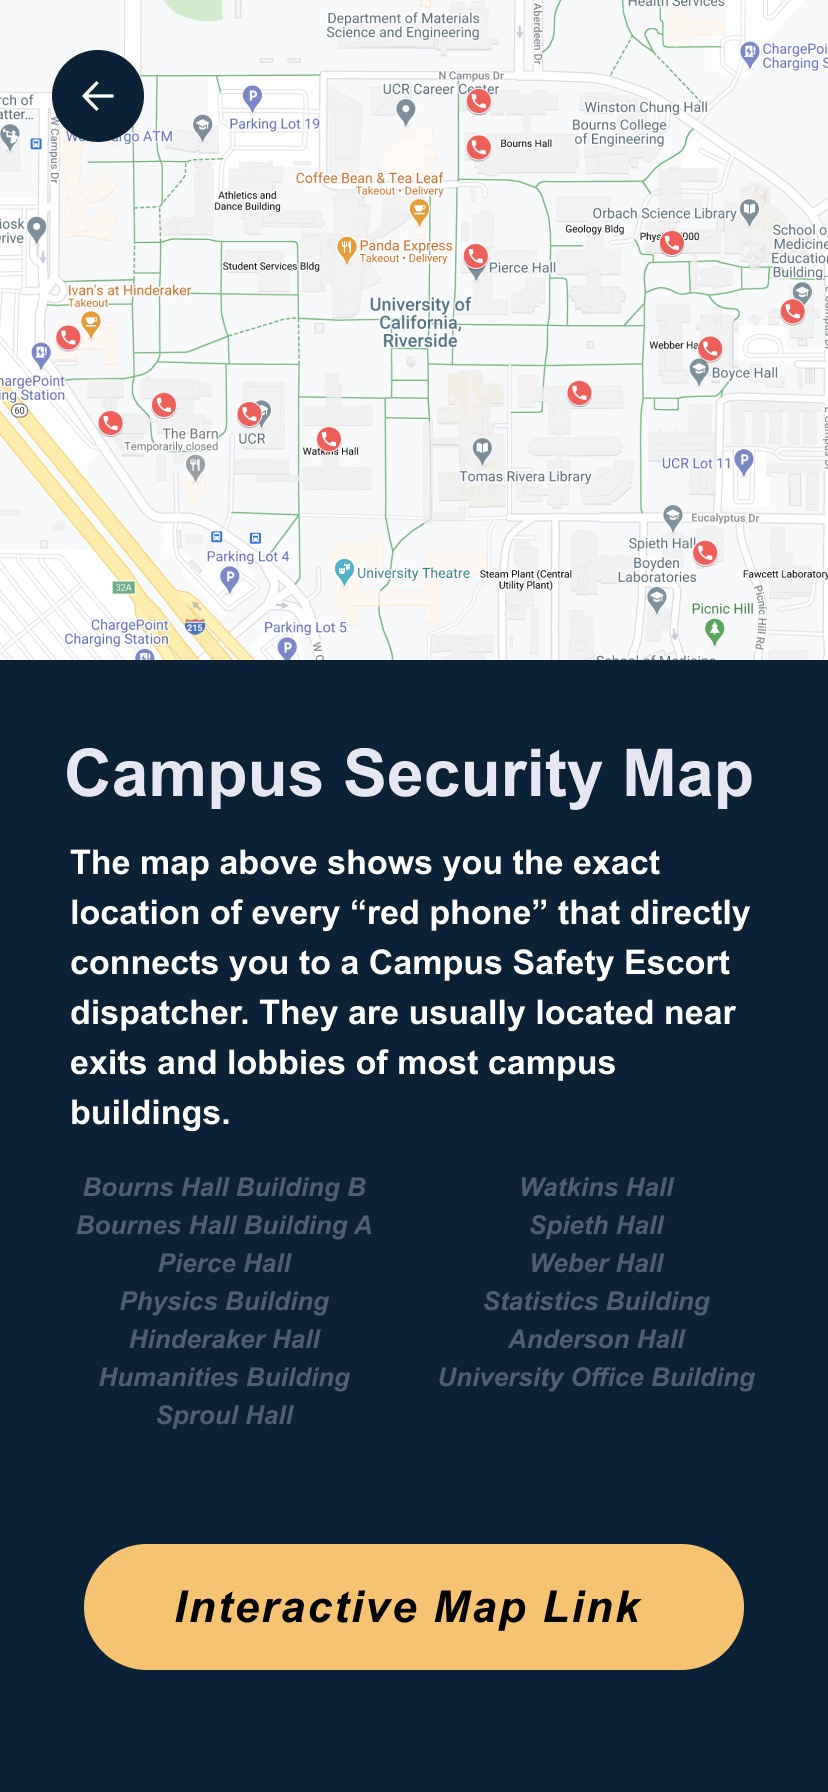 Health Services
Department of Materials
Science and Engineering
Aberdeen Dr
ChargePo
Charging S
N Campus Dr
UCR Career Center
rch of
atter...
W Campus Dr
ATM
Parking Lot 19
Winston Chung Hall
Bourns College
of Engineering
Bourns Hall
Coffee Bean & Tea Leaf
Takeout • Delivery
Athletics and
Dance Building
Orbach Science Library
Geology Bldg
Phys 000
iosk
Drive
Panda Express
Takeout • Delivery
School o
Medicine
Educatio
Building...
Student Services Bldg
Pierce Hall
Ivan's at Hinderaker
Takeout
University of
California,
Riverside
E Campus Dr
Webber Ha
Boyce Hall
hargePoint
ing Station
60
The Barn
Temporarily closed
UCR
Watkins Hall
E Campus Dr
UCR Lot 11
Tomas Rivera Library
Eucalyptus Dr
Spieth Hall
Parking Lot 4
University Theatre
Steam Plant (Central
Utility Plant)
Boyden
Laboratories
Fawcett Laboratory
32A
Picnic Hill
Picnic Hill Rd
215
ChargePoint
Charging Station
Parking Lot 5
W C
School of Medicine
Campus Security Map
The map above shows you the exact
location of every “red phone” that directly
connects you to a Campus Safety Escort
dispatcher. They are usually located near
exits and lobbies of most campus
buildings.
Bourns Hall Building B
Bournes Hall Building A
Pierce Hall
Physics Building
Hinderaker Hall
Humanities Building
Sproul Hall
Watkins Hall
Spieth Hall
Weber Hall
Statistics Building
Anderson Hall
University Office Building
Interactive Map Link